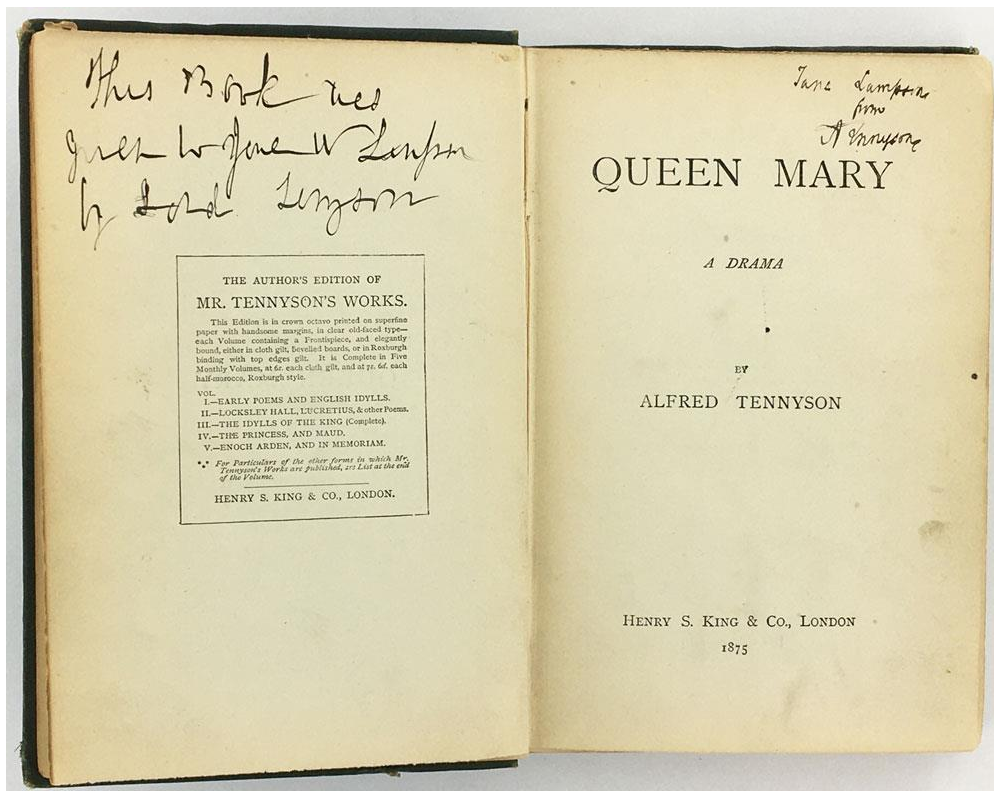 This Book was
given to Jane W Lampson
by Lord Tennyson
THE AUTHOR'S EDITION OF
MR. TENNYSON'S WORKS.
This Edition is in crown octavo printed on superfine
paper with handsome margins, in clear old-faced type—
each Volume containing a Frontispiece, and elegantly
bound, either in cloth gilt, bevelled boards, or in Roxburgh
binding with top edges gilt. It is Complete in Five
Monthly Volumes, at 6s. each cloth gilt, and at 7s. 6d. each
half-morocco, Roxburgh style.
VOL.
I.—EARLY POEMS AND ENGLISH IDYLLS.
II.—LOCKSLEY HALL, LUCRETIUS, & other Poems.
III.—THE IDYLLS OF THE KING (Complete).
IV.—THE PRINCESS, AND MAUD.
V.—ENOCH ARDEN, AND IN MEMORIAM.
*** For Particulars of the other forms in which Mr.
Tennyson's Works are published, see List at the end
of the Volume.
HENRY S. KING & CO., LONDON.
Jane Lampson
from
A Tennyson
QUEEN MARY
A DRAMA
BY
ALFRED TENNYSON
HENRY S. KING & CO., LONDON
1875